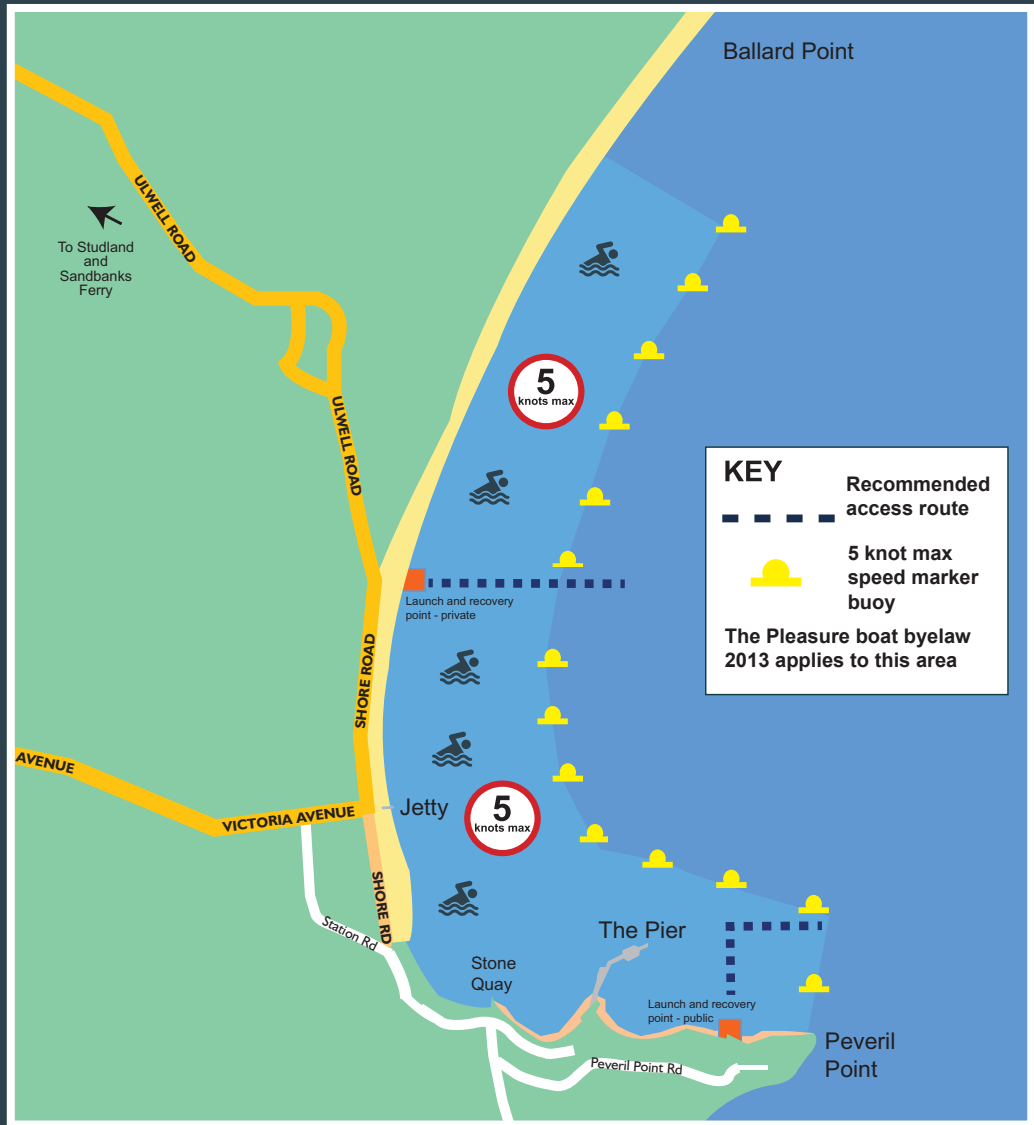 Ballard Point
ULWELL ROAD
To Studland
and
Sandbanks
Ferry
5
knots max
ULWELL ROAD
KEY
Recommended
access route
5 knot max
speed marker
buoy
The Pleasure boat byelaw
2013 applies to this area
Launch and recovery
point - private
SHORE ROAD
AVENUE
VICTORIA AVENUE
Jetty
5
knots max
SHORE RD
Station Rd
The Pier
Stone
Quay
Launch and recovery
point - public
Peveril
Point
Peveril Point Rd